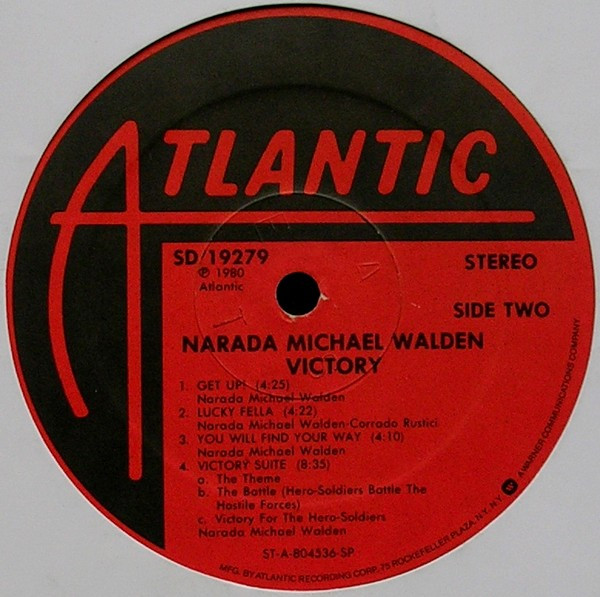 ATLANTIC
SD 19279
℗ 1980
Atlantic
STEREO
SIDE TWO
NARADA MICHAEL WALDEN
VICTORY
1. GET UP! (4:25)
Narada Michael Walden
2. LUCKY FELLA (4:22)
Narada Michael Walden-Corrado Rustici
3. YOU WILL FIND YOUR WAY (4:10)
Narada Michael Walden
4. VICTORY SUITE (8:35)
a. The Theme
b. The Battle (Hero-Soldiers Battle The
Hostile Forces)
c. Victory For The Hero-Soldiers
Narada Michael Walden
ST-A-804536-SP
MFG. BY ATLANTIC RECORDING CORP., 75 ROCKEFELLER PLAZA, N.Y., N.Y. A WARNER COMMUNICATIONS COMPANY